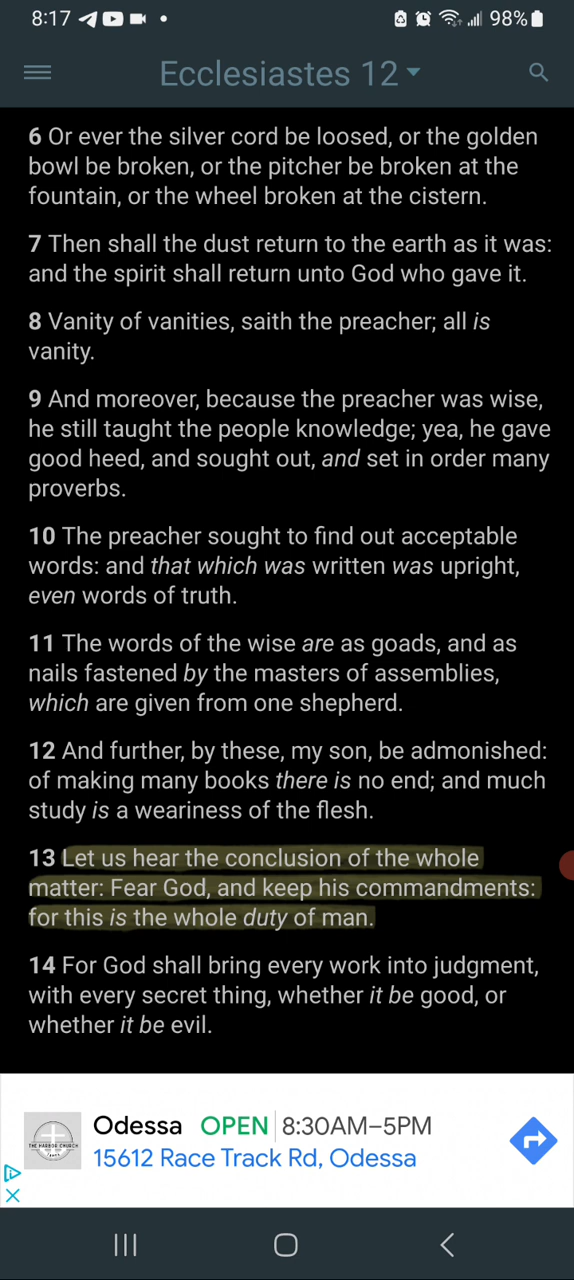 8:17
98%
Ecclesiastes 12
6 Or ever the silver cord be loosed, or the golden
bowl be broken, or the pitcher be broken at the
fountain, or the wheel broken at the cistern.
7 Then shall the dust return to the earth as it was:
and the spirit shall return unto God who gave it.
8 Vanity of vanities, saith the preacher; all is
vanity.
9 And moreover, because the preacher was wise,
he still taught the people knowledge; yea, he gave
good heed, and sought out, and set in order many
proverbs.
10 The preacher sought to find out acceptable
words: and that which was written was upright,
even words of truth.
11 The words of the wise are as goads, and as
nails fastened by the masters of assemblies,
which are given from one shepherd.
12 And further, by these, my son, be admonished:
of making many books there is no end; and much
study is a weariness of the flesh.
13 Let us hear the conclusion of the whole
matter: Fear God, and keep his commandments:
for this is the whole duty of man.
14 For God shall bring every work into judgment,
with every secret thing, whether it be good, or
whether it be evil.
THE HARBOR CHURCH
Odessa OPEN 8:30AM–5PM
15612 Race Track Rd, Odessa